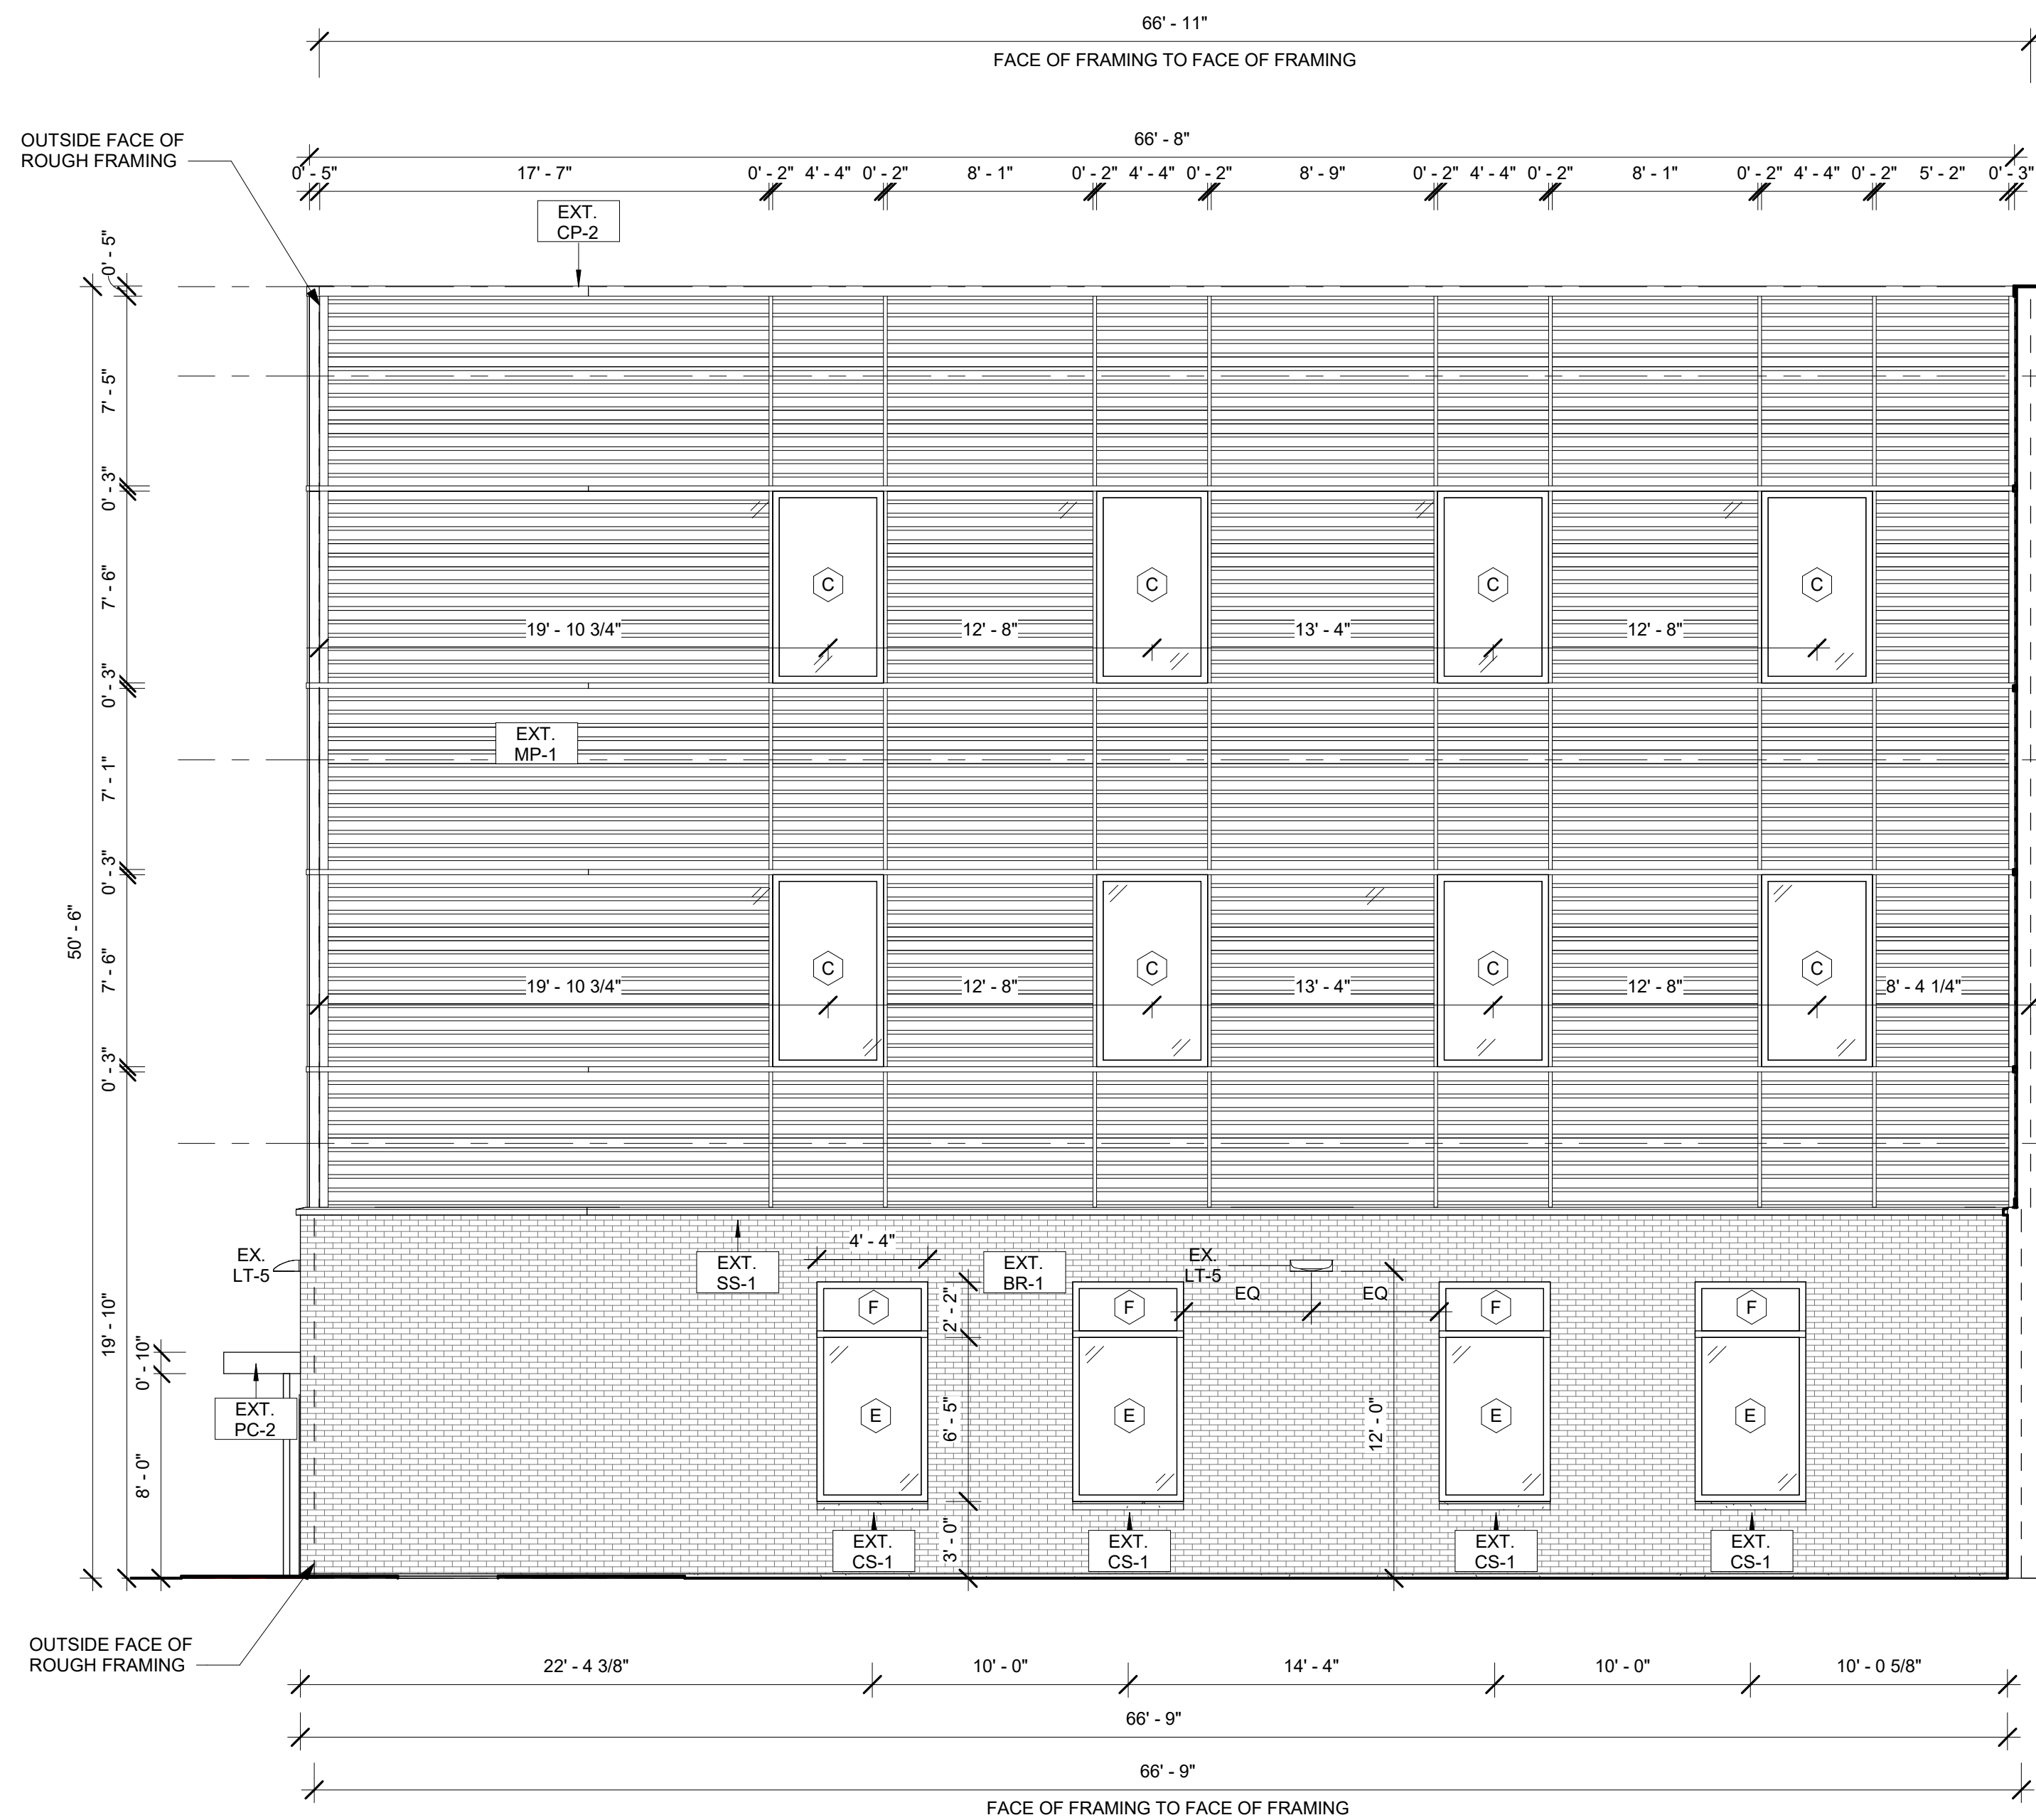 66' - 11"
FACE OF FRAMING TO FACE OF FRAMING
OUTSIDE FACE OF
ROUGH FRAMING
66' - 8"
0' - 5" 17' - 7" 0' - 2" 4' - 4" 0' - 2" 8' - 1" 0' - 2" 4' - 4" 0' - 2" 8' - 9" 0' - 2" 4' - 4" 0' - 2" 8' - 1" 0' - 2" 4' - 4" 0' - 2" 5' - 2" 0' - 3"
EXT.
CP-2
0' - 5"
7' - 5"
0' - 3"
7' - 6"
C C C C
19' - 10 3/4" 12' - 8" 13' - 4" 12' - 8"
0' - 3"
EXT.
MP-1
7' - 1"
0' - 3"
50' - 6"
7' - 6"
C C C C
19' - 10 3/4" 12' - 8" 13' - 4" 12' - 8" 8' - 4 1/4"
0' - 3"
19' - 10"
EX.
LT-5
EXT.
SS-1
4' - 4"
EXT.
BR-1
EX.
LT-5
EQ EQ
2' - 2"
F F F F
0' - 10"
EXT.
PC-2
8' - 0"
6' - 5"
12' - 0"
E E E E
3' - 0"
EXT.
CS-1
EXT.
CS-1
EXT.
CS-1
EXT.
CS-1
OUTSIDE FACE OF
ROUGH FRAMING
22' - 4 3/8" 10' - 0" 14' - 4" 10' - 0" 10' - 0 5/8"
66' - 9"
66' - 9"
FACE OF FRAMING TO FACE OF FRAMING